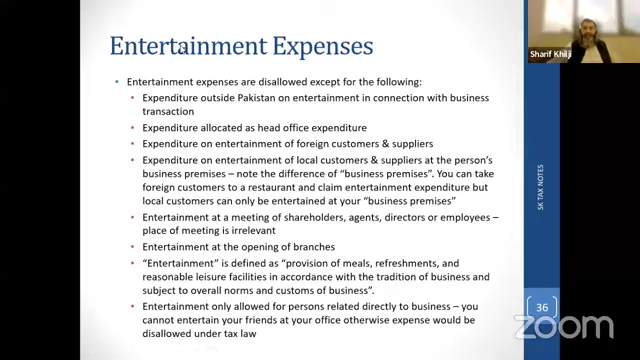 Entertainment Expenses
Sharif Khilji
• Entertainment expenses are disallowed except for the following:
• Expenditure outside Pakistan on entertainment in connection with business
transaction
• Expenditure allocated as head office expenditure
• Expenditure on entertainment of foreign customers & suppliers
• Expenditure on entertainment of local customers & suppliers at the person's
business premises – note the difference of “business premises”. You can take
foreign customers to a restaurant and claim entertainment expenditure but
local customers can only be entertained at your “business premises”
• Entertainment at a meeting of shareholders, agents, directors or employees –
place of meeting is irrelevant
• Entertainment at the opening of branches
• “Entertainment” is defined as “provision of meals, refreshments, and
reasonable leisure facilities in accordance with the tradition of business and
subject to overall norms and customs of business”.
• Entertainment only allowed for persons related directly to business – you
cannot entertain your friends at your office otherwise expense would be
disallowed under tax law
SK TAX NOTES
36
zoom